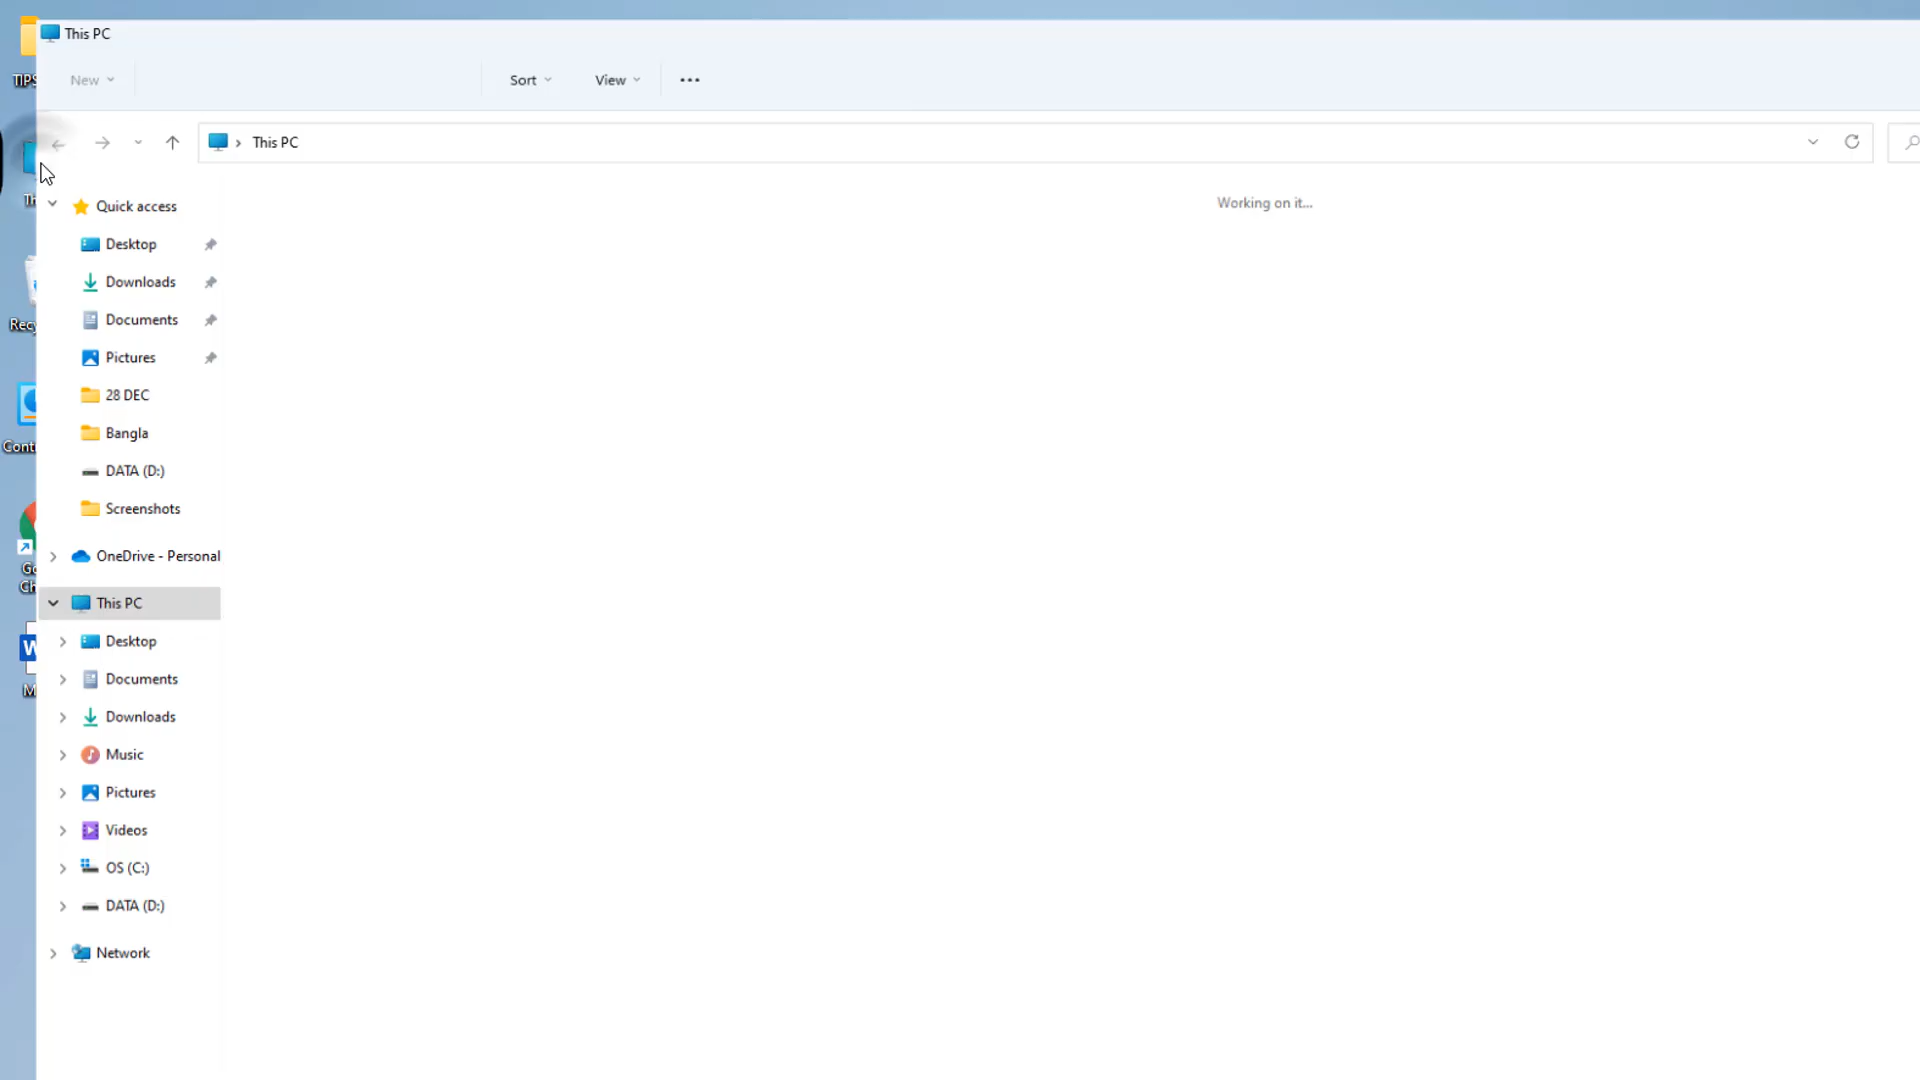 This PC
New
Sort
View
This PC
Working on it...
Quick access
Desktop
Downloads
Documents
Pictures
28 DEC
Bangla
DATA (D:)
Screenshots
OneDrive - Personal
This PC
Desktop
Documents
Downloads
Music
Pictures
Videos
OS (C:)
DATA (D:)
Network
TIPS